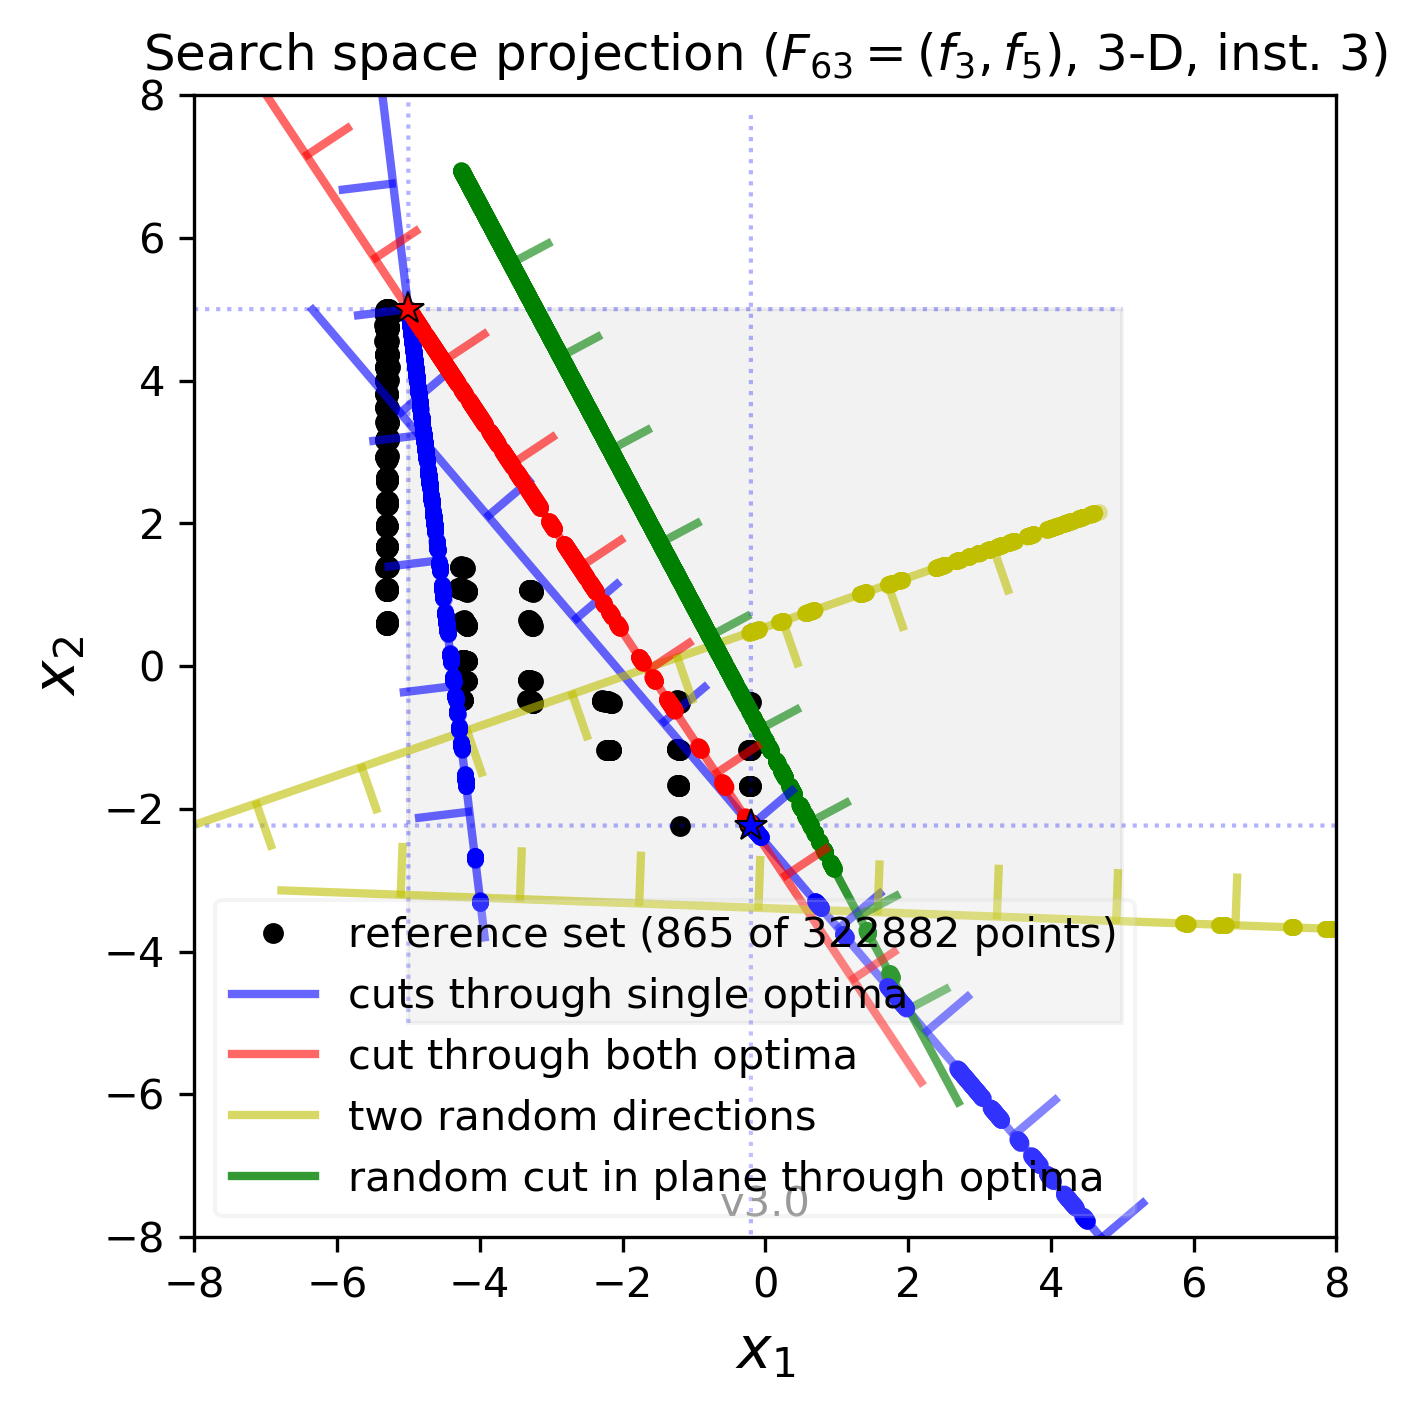 Search space projection (F₆₃ = (f₃, f₅), 3-D, inst. 3)
8
6
4
2
0
−2
−4
−6
−8
x₂
reference set (865 of 322882 points)
cuts through single optima
cut through both optima
two random directions
random cut in plane through optima
v3.0
−8 −6 −4 −2 0 2 4 6 8
x₁